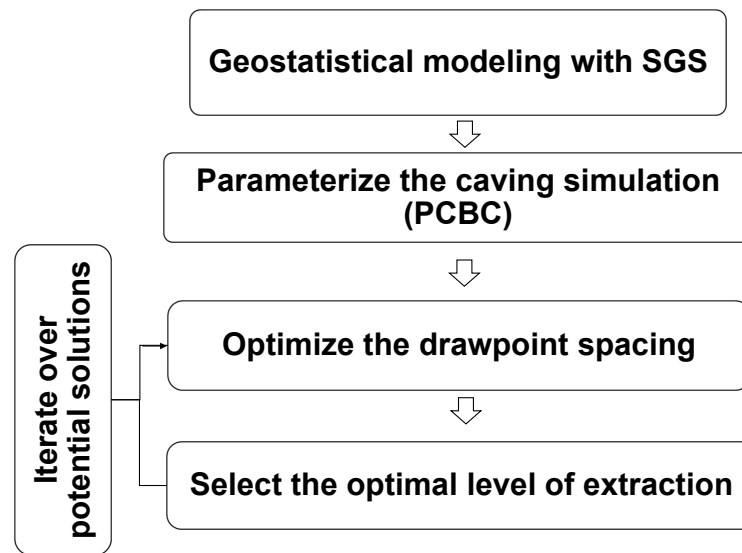 Geostatistical modeling with SGS
Parameterize the caving simulation
(PCBC)
Iterate over
potential solutions
Optimize the drawpoint spacing
Select the optimal level of extraction